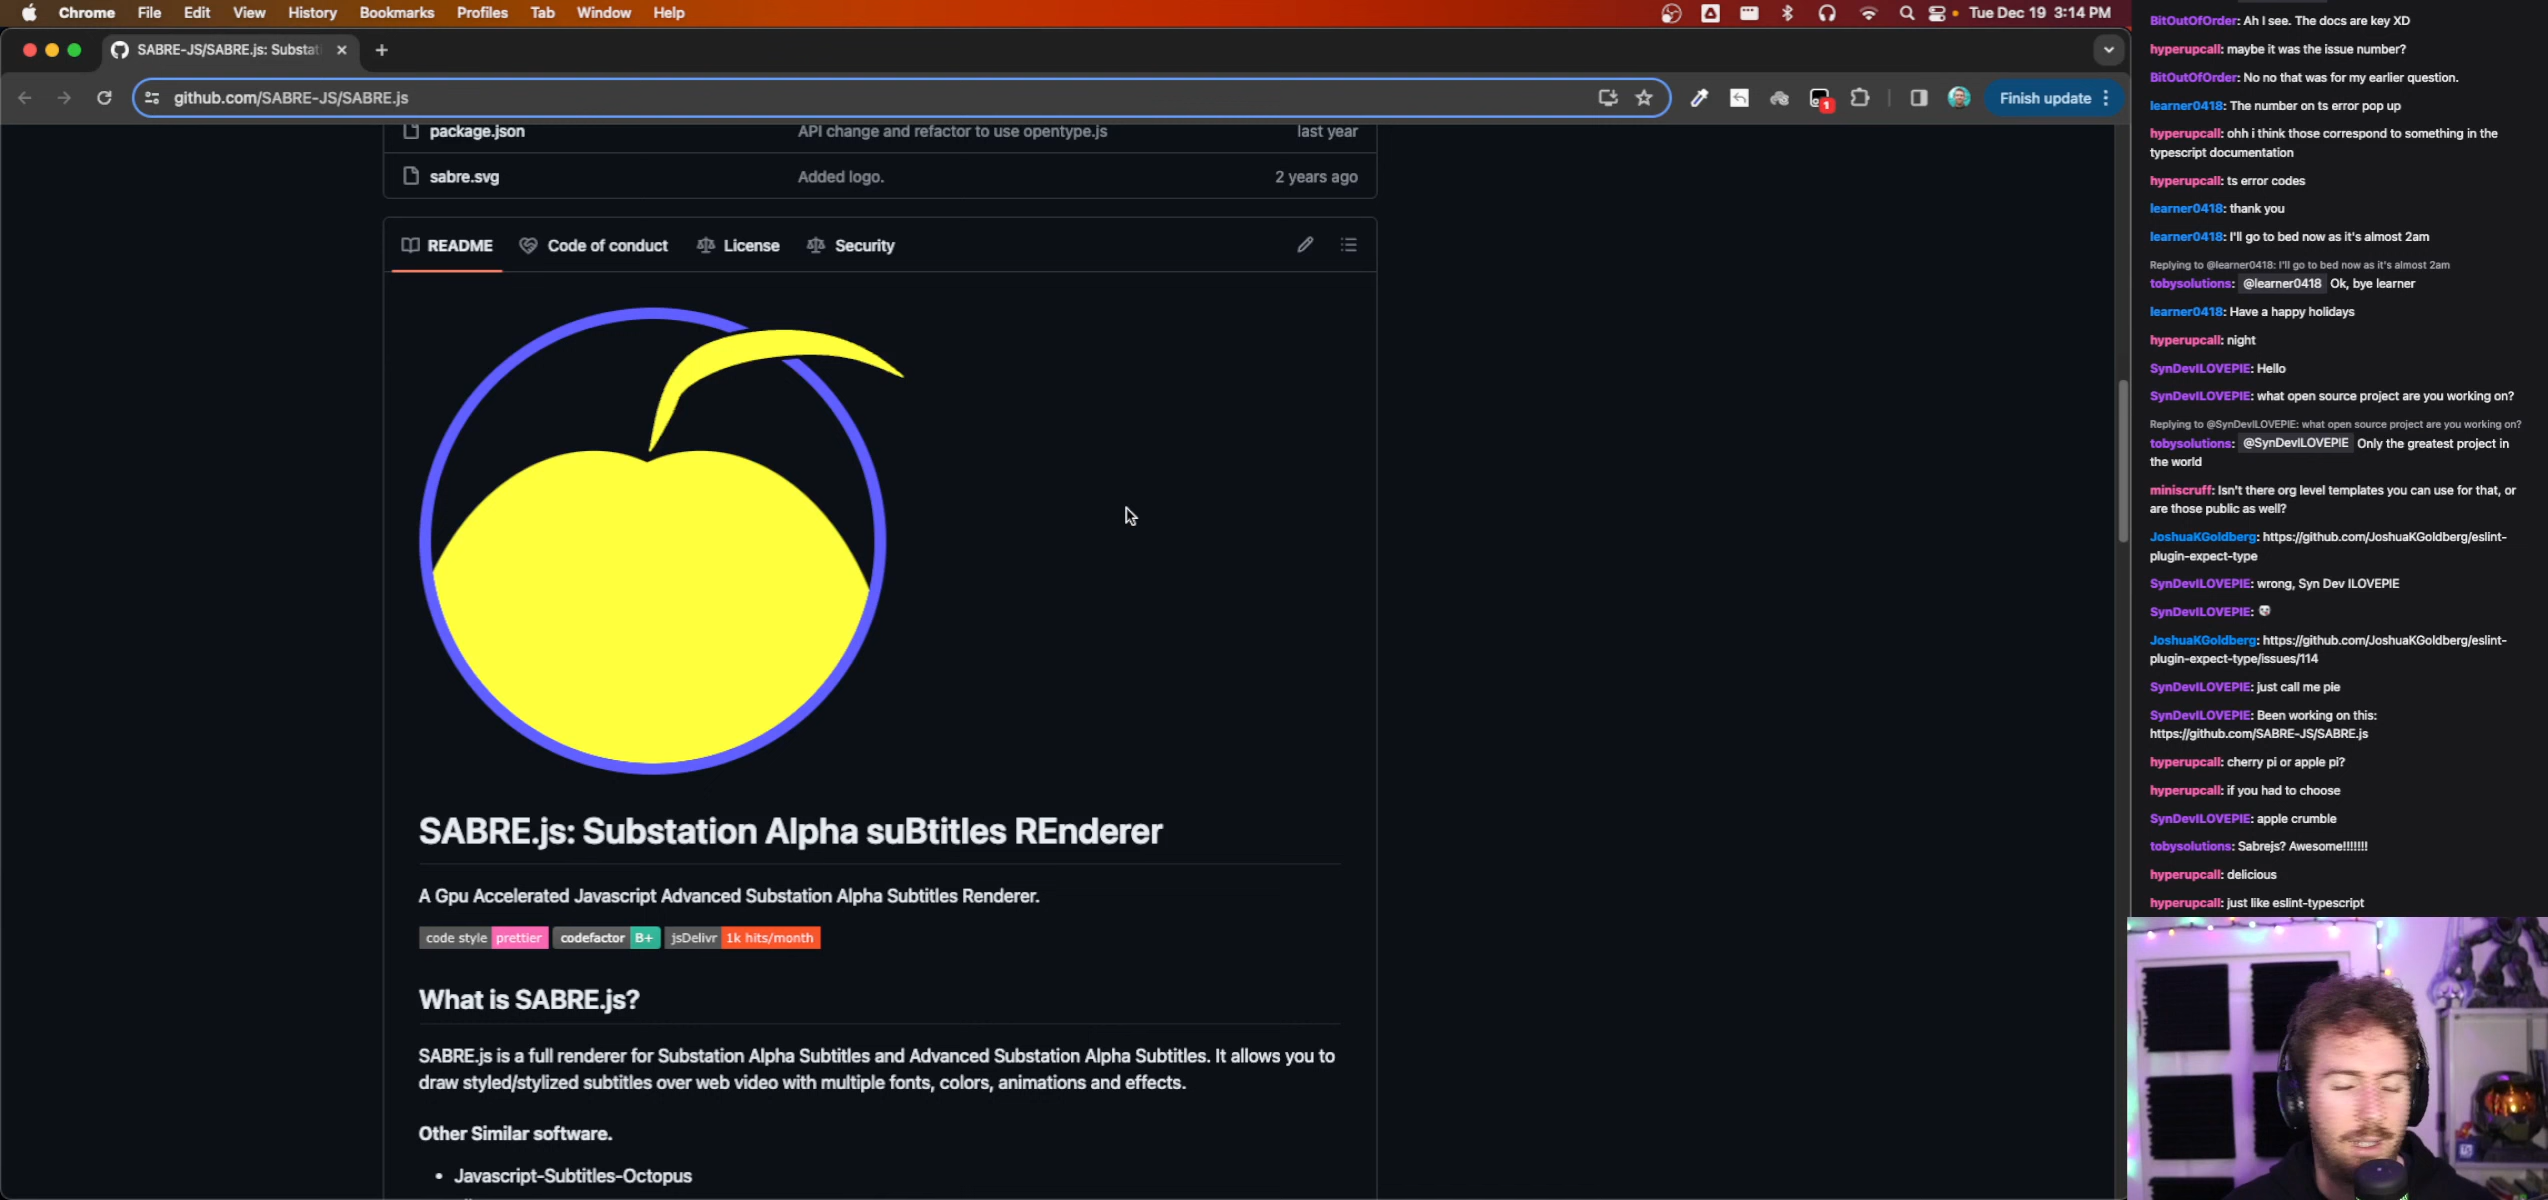 Chrome File Edit View History Bookmarks Profiles Tab Window Help
Tue Dec 19 3:14 PM
SABRE-JS/SABRE.js: Substat
github.com/SABRE-JS/SABRE.js
1
Finish update
package.json API change and refactor to use opentype.js last year
sabre.svg Added logo. 2 years ago
README Code of conduct License Security
SABRE.js: Substation Alpha suBtitles REnderer
A Gpu Accelerated Javascript Advanced Substation Alpha Subtitles Renderer.
code style prettier codefactor B+ jsDelivr 1k hits/month
What is SABRE.js?
SABRE.js is a full renderer for Substation Alpha Subtitles and Advanced Substation Alpha Subtitles. It allows you to
draw styled/stylized subtitles over web video with multiple fonts, colors, animations and effects.
Other Similar software.
• Javascript-Subtitles-Octopus
BitOutOfOrder: Ah I see. The docs are key XD
hyperupcall: maybe it was the issue number?
BitOutOfOrder: No no that was for my earlier question.
learner0418: The number on ts error pop up
hyperupcall: ohh i think those correspond to something in the
typescript documentation
hyperupcall: ts error codes
learner0418: thank you
learner0418: I'll go to bed now as it's almost 2am
Replying to @learner0418: I'll go to bed now as it's almost 2am
tobysolutions: @learner0418 Ok, bye learner
learner0418: Have a happy holidays
hyperupcall: night
SynDevILOVEPIE: Hello
SynDevILOVEPIE: what open source project are you working on?
Replying to @SynDevILOVEPIE: what open source project are you working on?
tobysolutions: @SynDevILOVEPIE Only the greatest project in
the world
miniscruff: Isn't there org level templates you can use for that, or
are those public as well?
JoshuaKGoldberg: https://github.com/JoshuaKGoldberg/eslint-
plugin-expect-type
SynDevILOVEPIE: wrong, Syn Dev ILOVEPIE
SynDevILOVEPIE:
JoshuaKGoldberg: https://github.com/JoshuaKGoldberg/eslint-
plugin-expect-type/issues/114
SynDevILOVEPIE: just call me pie
SynDevILOVEPIE: Been working on this:
https://github.com/SABRE-JS/SABRE.js
hyperupcall: cherry pi or apple pi?
hyperupcall: if you had to choose
SynDevILOVEPIE: apple crumble
tobysolutions: Sabrejs? Awesome!!!!!!!
hyperupcall: delicious
hyperupcall: just like eslint-typescript